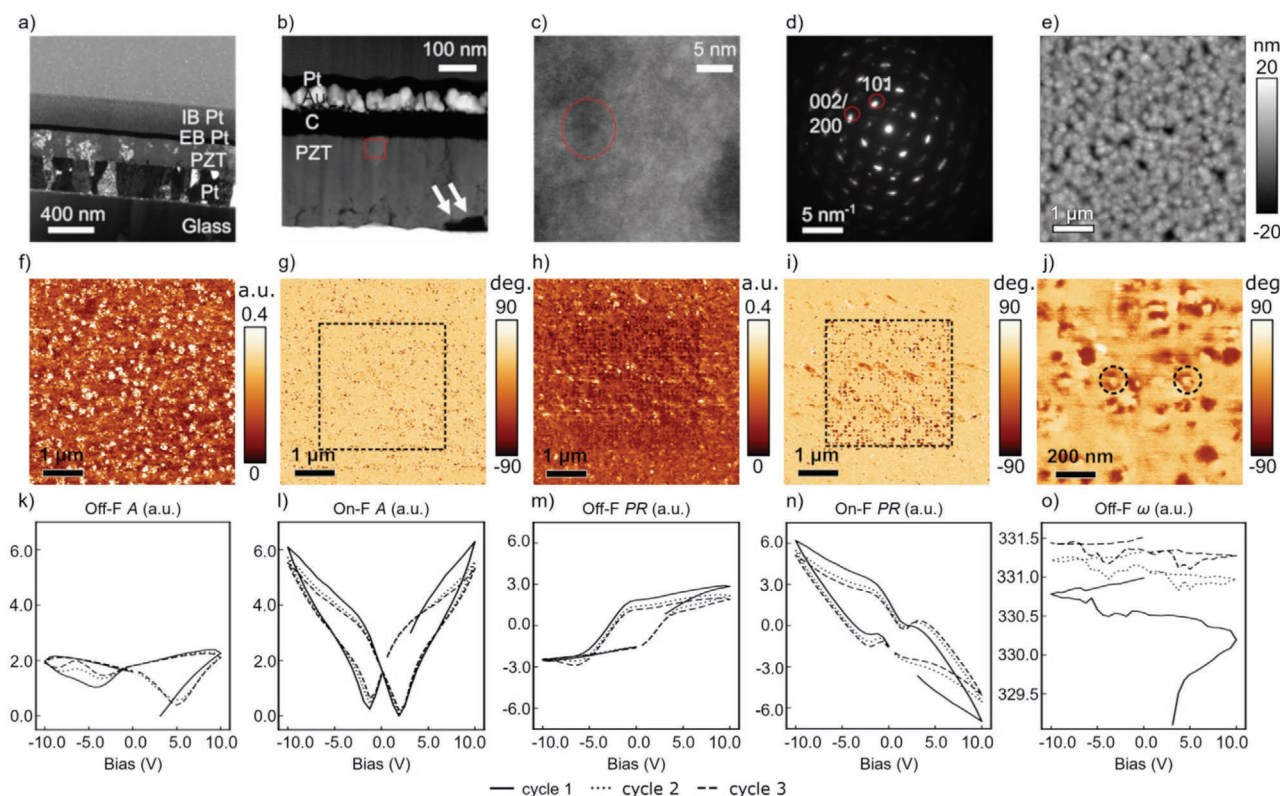 a)
b)
c)
d)
e)
IB Pt
EB Pt
PZT
Pt
Glass
400 nm
100 nm
Pt
Au
C
PZT
5 nm
101
002/
200
5 nm-1
1 µm
nm
20
-20
f)
g)
h)
i)
j)
a.u.
0.4
0
1 µm
deg.
90
-90
1 µm
a.u.
0.4
0
1 µm
deg.
90
-90
1 µm
deg.
90
-90
200 nm
k)
l)
m)
n)
o)
Off-F A (a.u.)
6.0
4.0
2.0
0.0
-10.0 -5.0 0.0 5.0 10.0
Bias (V)
On-F A (a.u.)
6.0
4.0
2.0
0.0
-10.0 -5.0 0.0 5.0 10.0
Bias (V)
Off-F PR (a.u.)
6.0
3.0
0.0
-3.0
-6.0
-10.0 -5.0 0.0 5.0 10.0
Bias (V)
On-F PR (a.u.)
6.0
3.0
0.0
-3.0
-6.0
-10.0 -5.0 0.0 5.0 10.0
Bias (V)
Off-F ω (a.u.)
331.5
331.0
330.5
330.0
329.5
-10.0 -5.0 0.0 5.0 10.0
Bias (V)
cycle 1 cycle 2 cycle 3